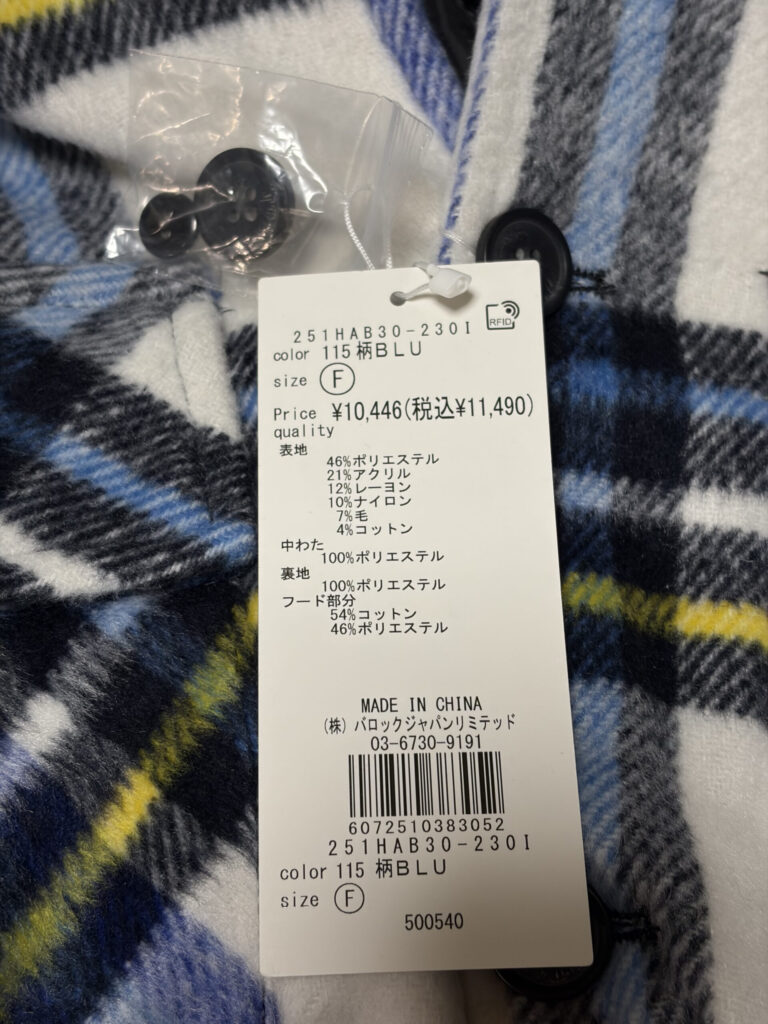 251HAB30-230I
RFID
color 115 柄BLU
size F
Price ¥10,446(税込¥11,490)
quality
表地
46%ポリエステル
21%アクリル
12%レーヨン
10%ナイロン
7%毛
4%コットン
中わた
100%ポリエステル
裏地
100%ポリエステル
フード部分
54%コットン
46%ポリエステル
MADE IN CHINA
(株) バロックジャパンリミテッド
03-6730-9191
6072510383052
251HAB30-230I
color 115 柄BLU
size F
500540